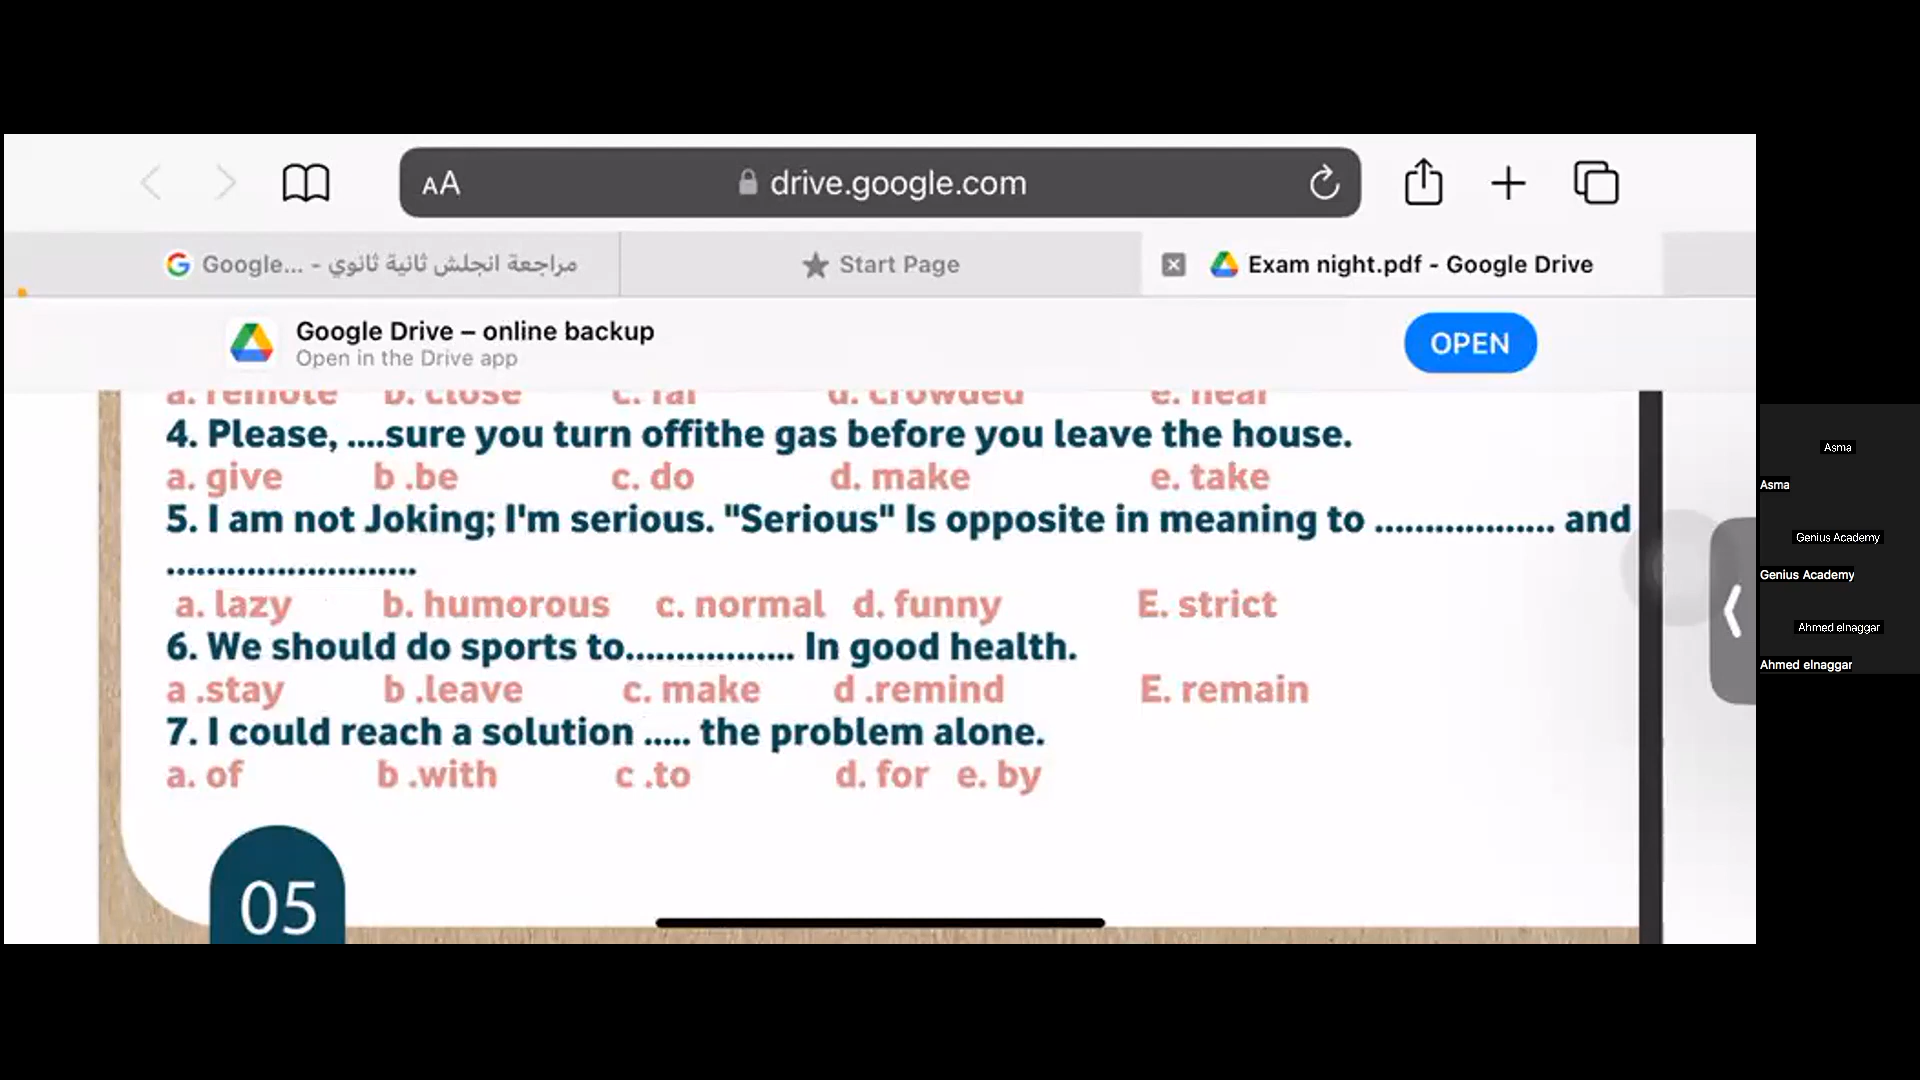 AA drive.google.com
مراجعة انجلش ثانية ثانوي - Google...
Start Page
Exam night.pdf - Google Drive
Google Drive – online backup
Open in the Drive app
OPEN
a. remote b. close c. far d. crowded e. near
4. Please, ....sure you turn offithe gas before you leave the house.
a. give b .be c. do d. make e. take
5. I am not Joking; I'm serious. "Serious" Is opposite in meaning to .................. and
.........................
a. lazy b. humorous c. normal d. funny E. strict
6. We should do sports to................. In good health.
a .stay b .leave c. make d .remind E. remain
7. I could reach a solution ..... the problem alone.
a. of b .with c .to d. for e. by
05
Asma
Asma
Genius Academy
Genius Academy
Ahmed elnaggar
Ahmed elnaggar